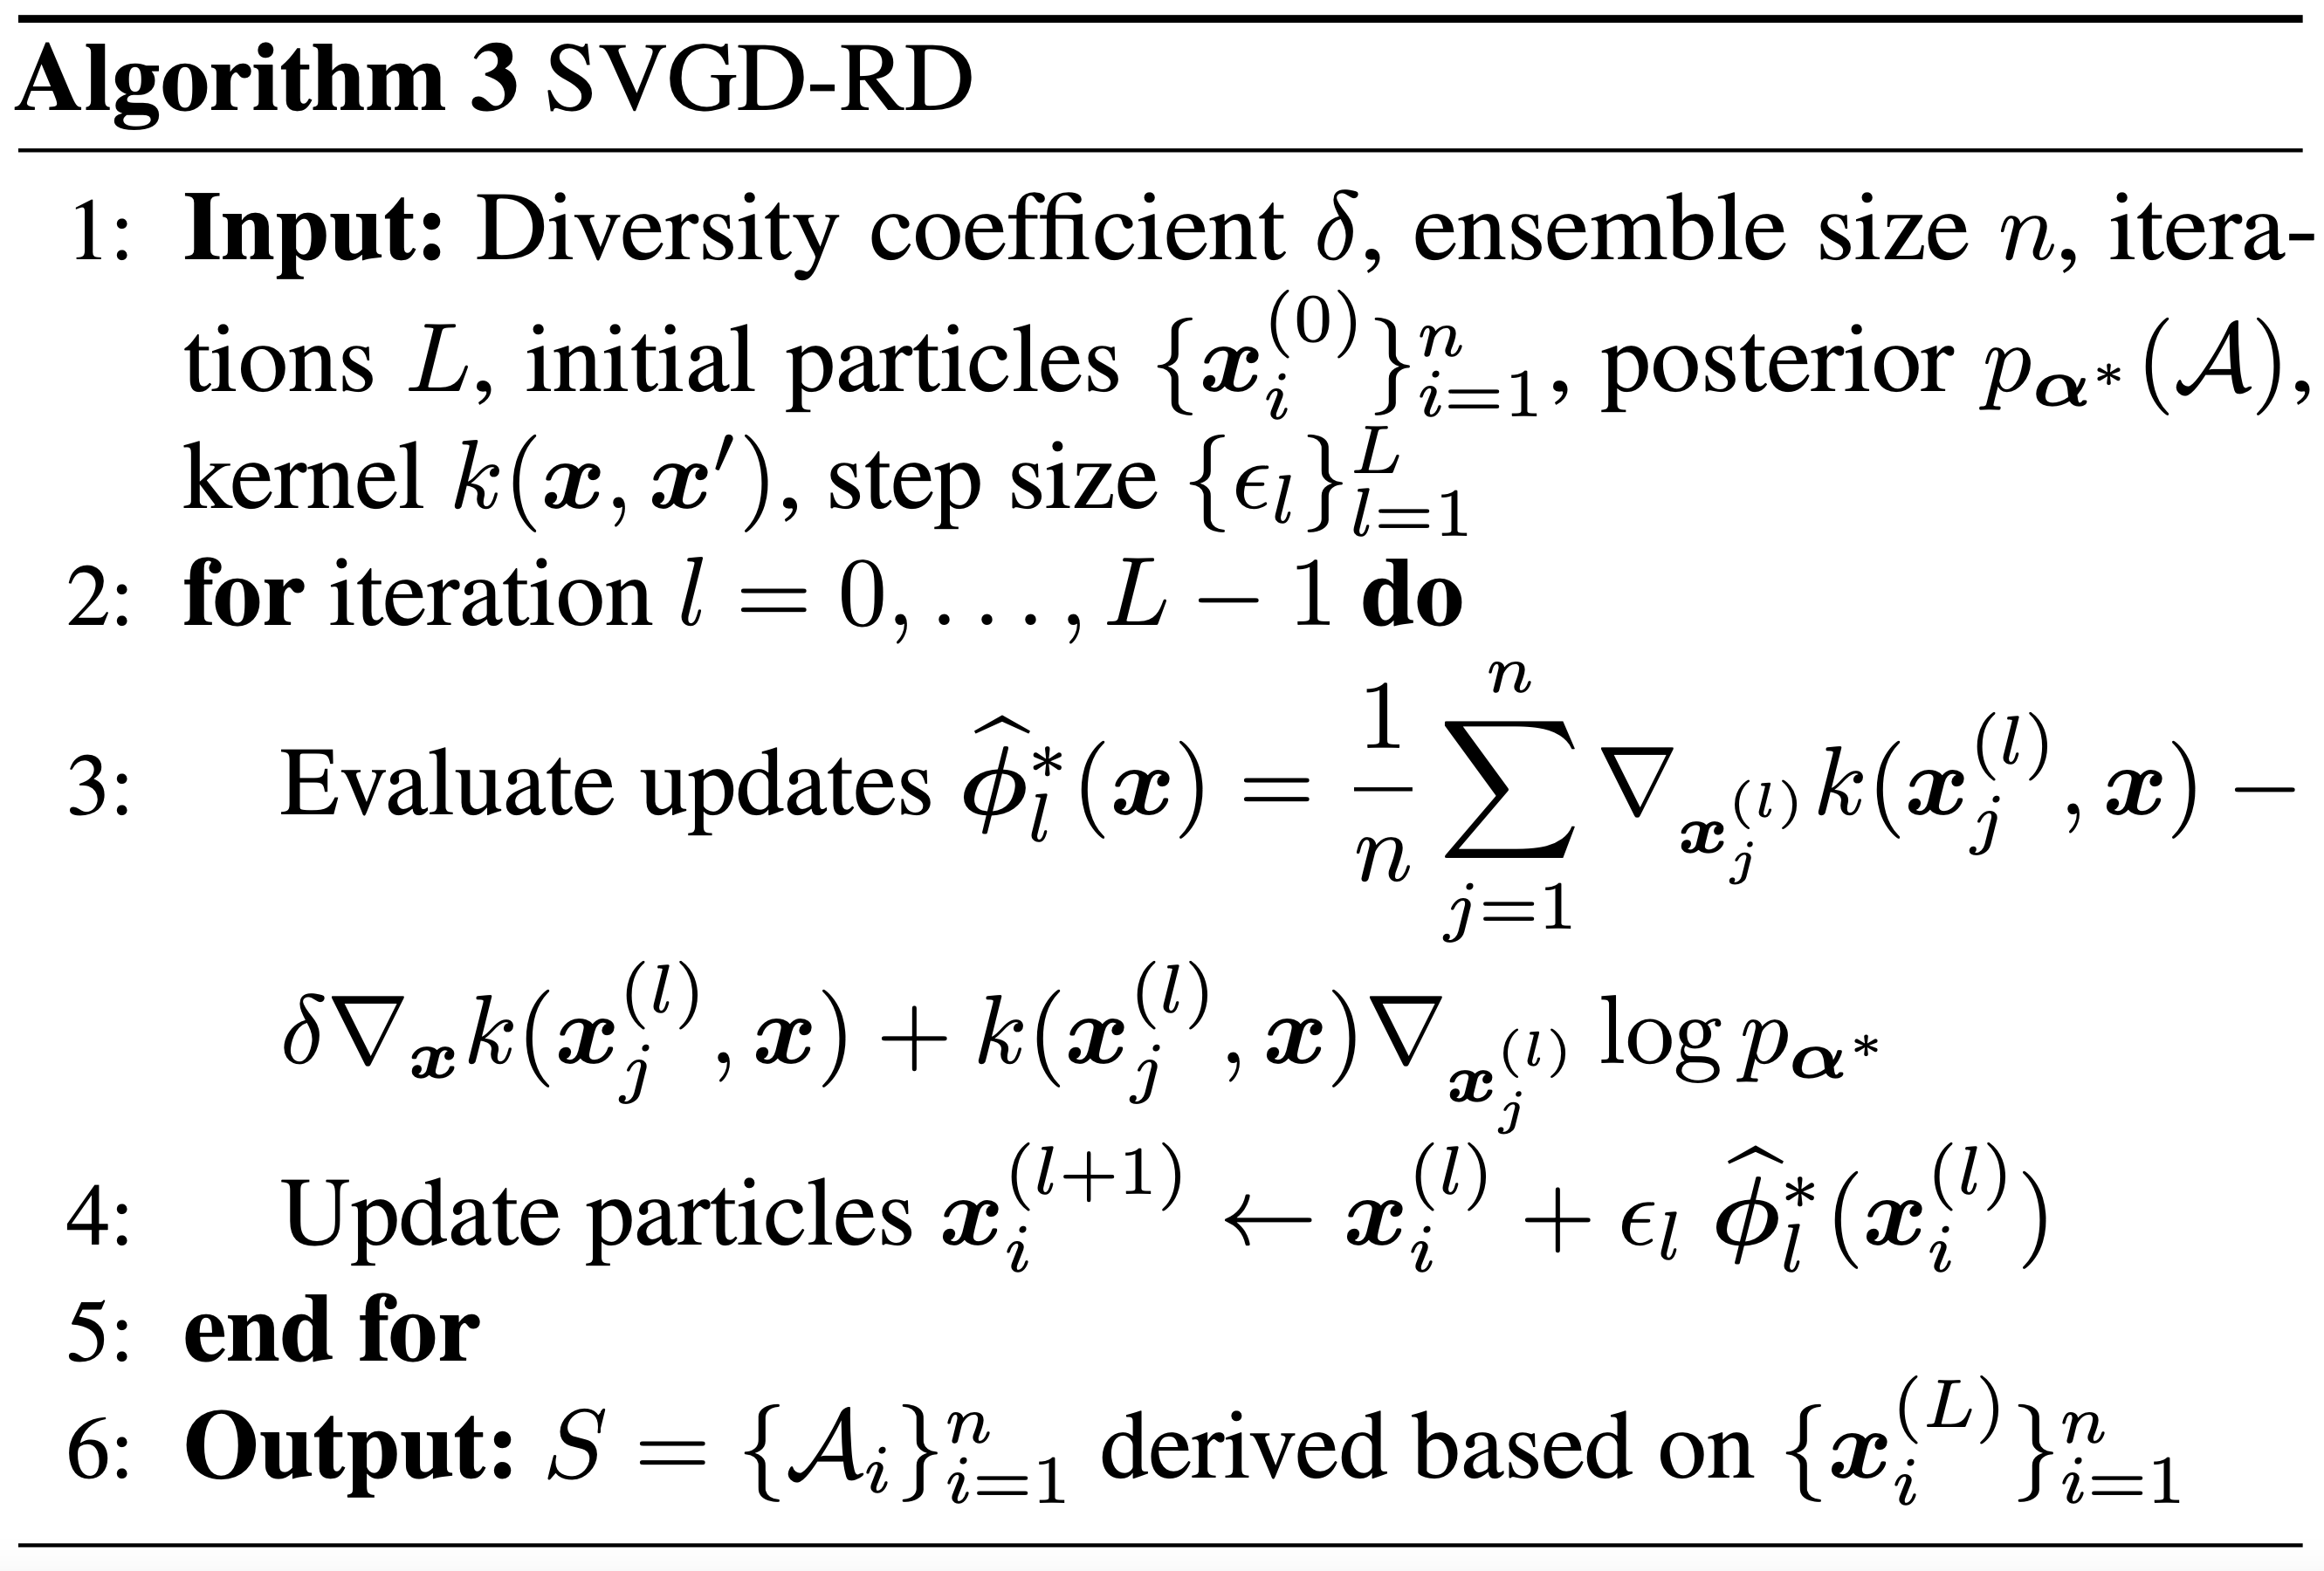 Algorithm 3 SVGD-RD
1: Input: Diversity coefficient $\delta$, ensemble size $n$, itera-
tions $L$, initial particles $\{\boldsymbol{x}_i^{(0)}\}_{i=1}^n$, posterior $p_{\boldsymbol{\alpha}^*}(\mathcal{A})$,
kernel $k(\boldsymbol{x}, \boldsymbol{x}')$, step size $\{\epsilon_l\}_{l=1}^L$
2: for iteration $l = 0, \ldots, L - 1$ do
3: Evaluate updates $\widehat{\boldsymbol{\phi}}_l^*(\boldsymbol{x}) = \frac{1}{n} \sum_{j=1}^n \nabla_{\boldsymbol{x}_j^{(l)}} k(\boldsymbol{x}_j^{(l)}, \boldsymbol{x}) -$
$\delta \nabla_{\boldsymbol{x}} k(\boldsymbol{x}_j^{(l)}, \boldsymbol{x}) + k(\boldsymbol{x}_j^{(l)}, \boldsymbol{x}) \nabla_{\boldsymbol{x}_j^{(l)}} \log p_{\boldsymbol{\alpha}^*}$
4: Update particles $\boldsymbol{x}_i^{(l+1)} \leftarrow \boldsymbol{x}_i^{(l)} + \epsilon_l \widehat{\boldsymbol{\phi}}_l^*(\boldsymbol{x}_i^{(l)})$
5: end for
6: Output: $S = \{\mathcal{A}_i\}_{i=1}^n$ derived based on $\{\boldsymbol{x}_i^{(L)}\}_{i=1}^n$